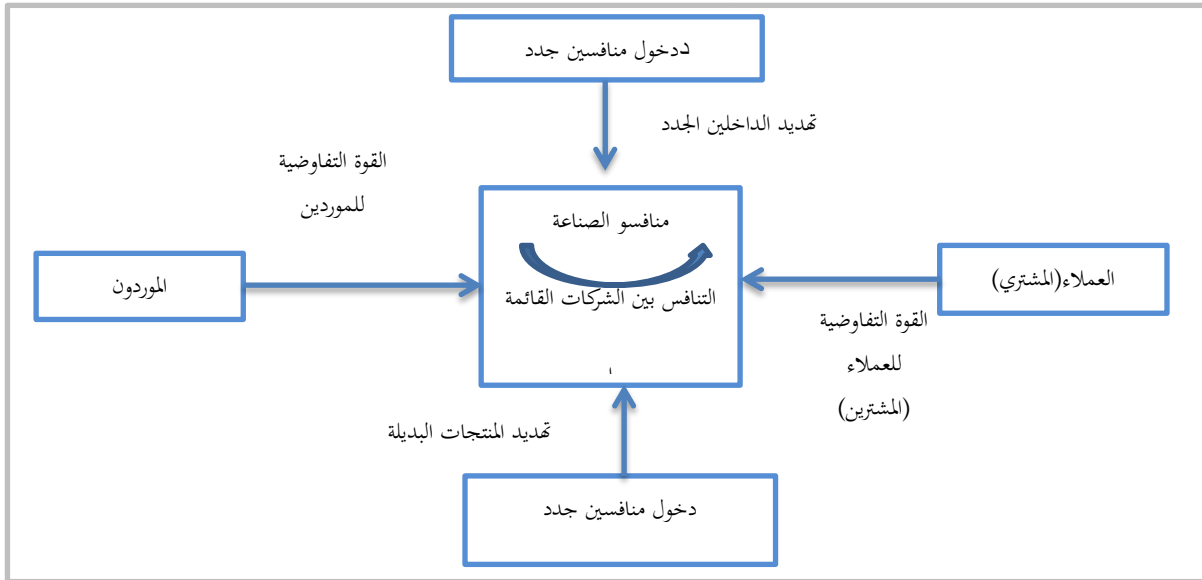 ددخول منافسين جدد
تهديد الداخلين الجدد
القوة التفاوضية
للموردين
منافسو الصناعة
التنافس بين الشركات القائمة
الموردون
العملاء(المشتري)
القوة التفاوضية
للعملاء
(المشترين)
تهديد المنتجات البديلة
دخول منافسين جدد